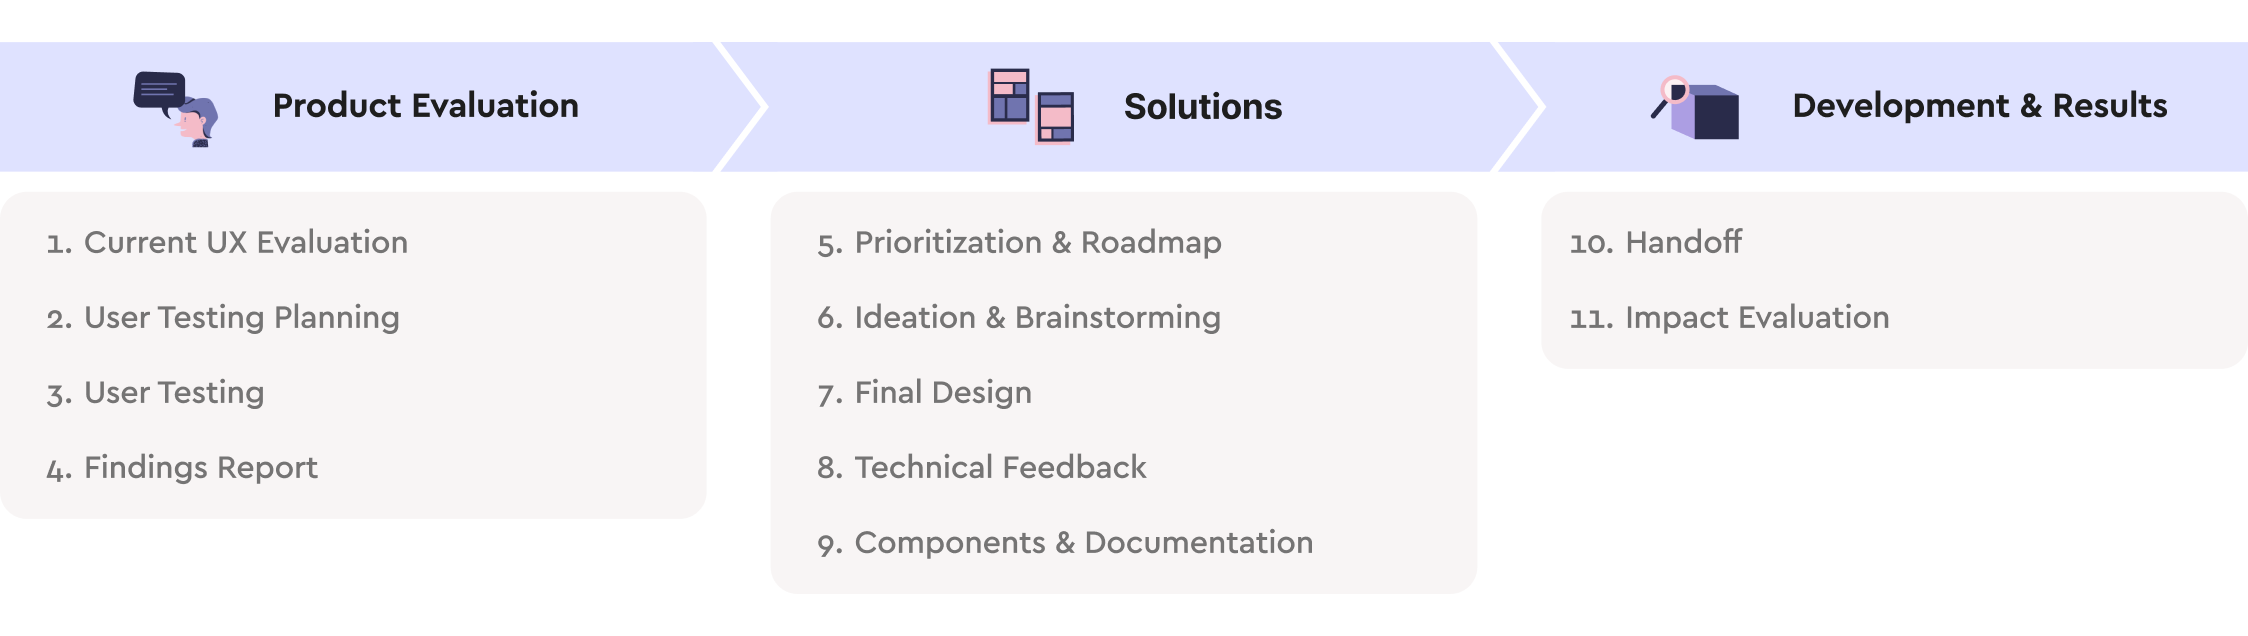 Product Evaluation
1. Current UX Evaluation
2. User Testing Planning
3. User Testing
4. Findings Report
Solutions
5. Prioritization & Roadmap
6. Ideation & Brainstorming
7. Final Design
8. Technical Feedback
9. Components & Documentation
Development & Results
10. Handoff
11. Impact Evaluation